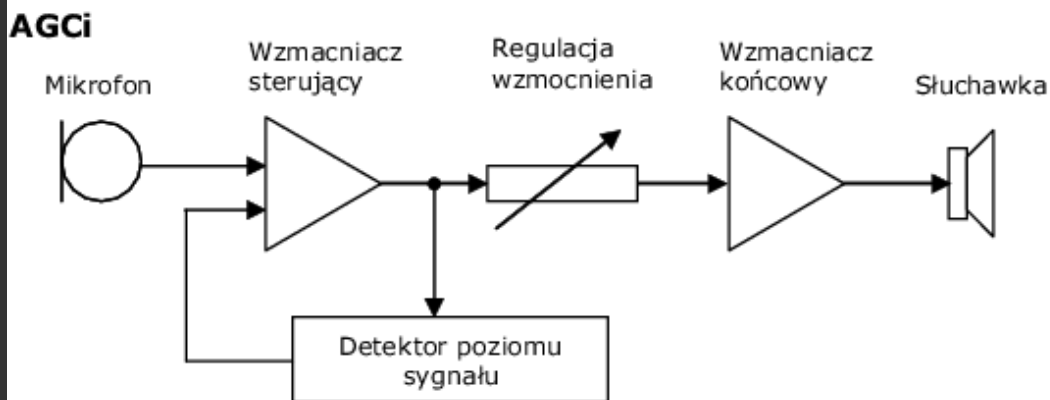 AGCi
Mikrofon
Wzmacniacz
sterujący
Regulacja
wzmocnienia
Wzmacniacz
końcowy
Słuchawka
Detektor poziomu
sygnału